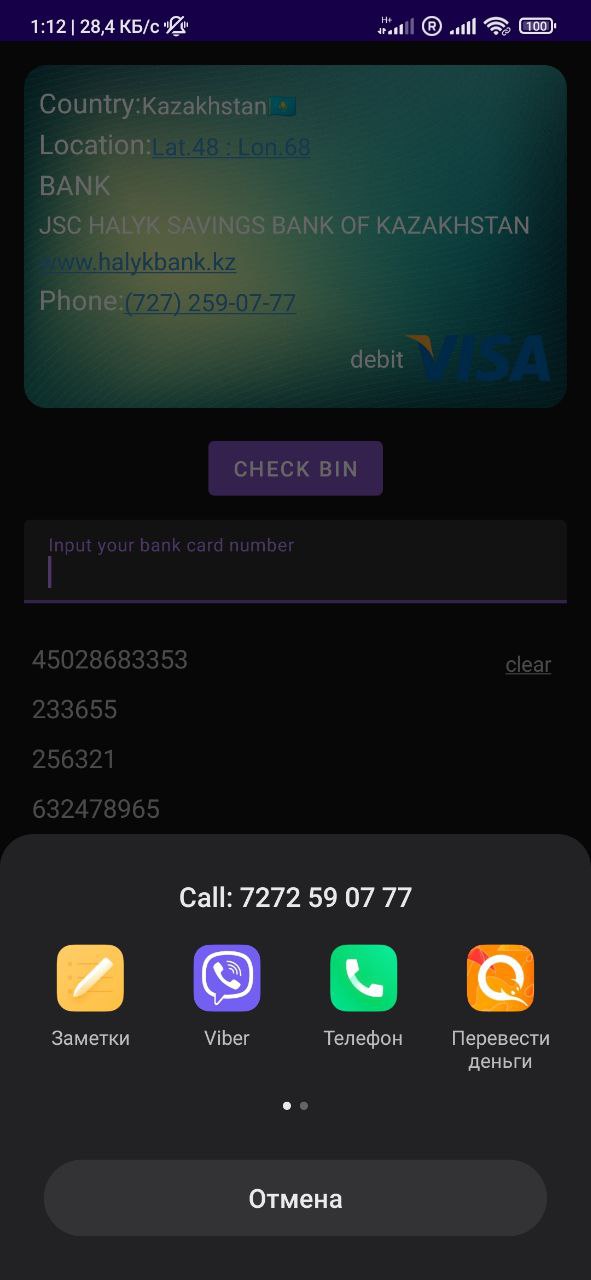 1:12 | 28,4 КБ/с H+ R 100
Country:Kazakhstan🇰🇿
Location:Lat.48 : Lon.68
BANK
JSC HALYK SAVINGS BANK OF KAZAKHSTAN
www.halykbank.kz
Phone:(727) 259-07-77
debit VISA
CHECK BIN
Input your bank card number
45028683353
clear
233655
256321
632478965
Call: 7272 59 07 77
Заметки
Viber
Телефон
Перевести
деньги
Отмена